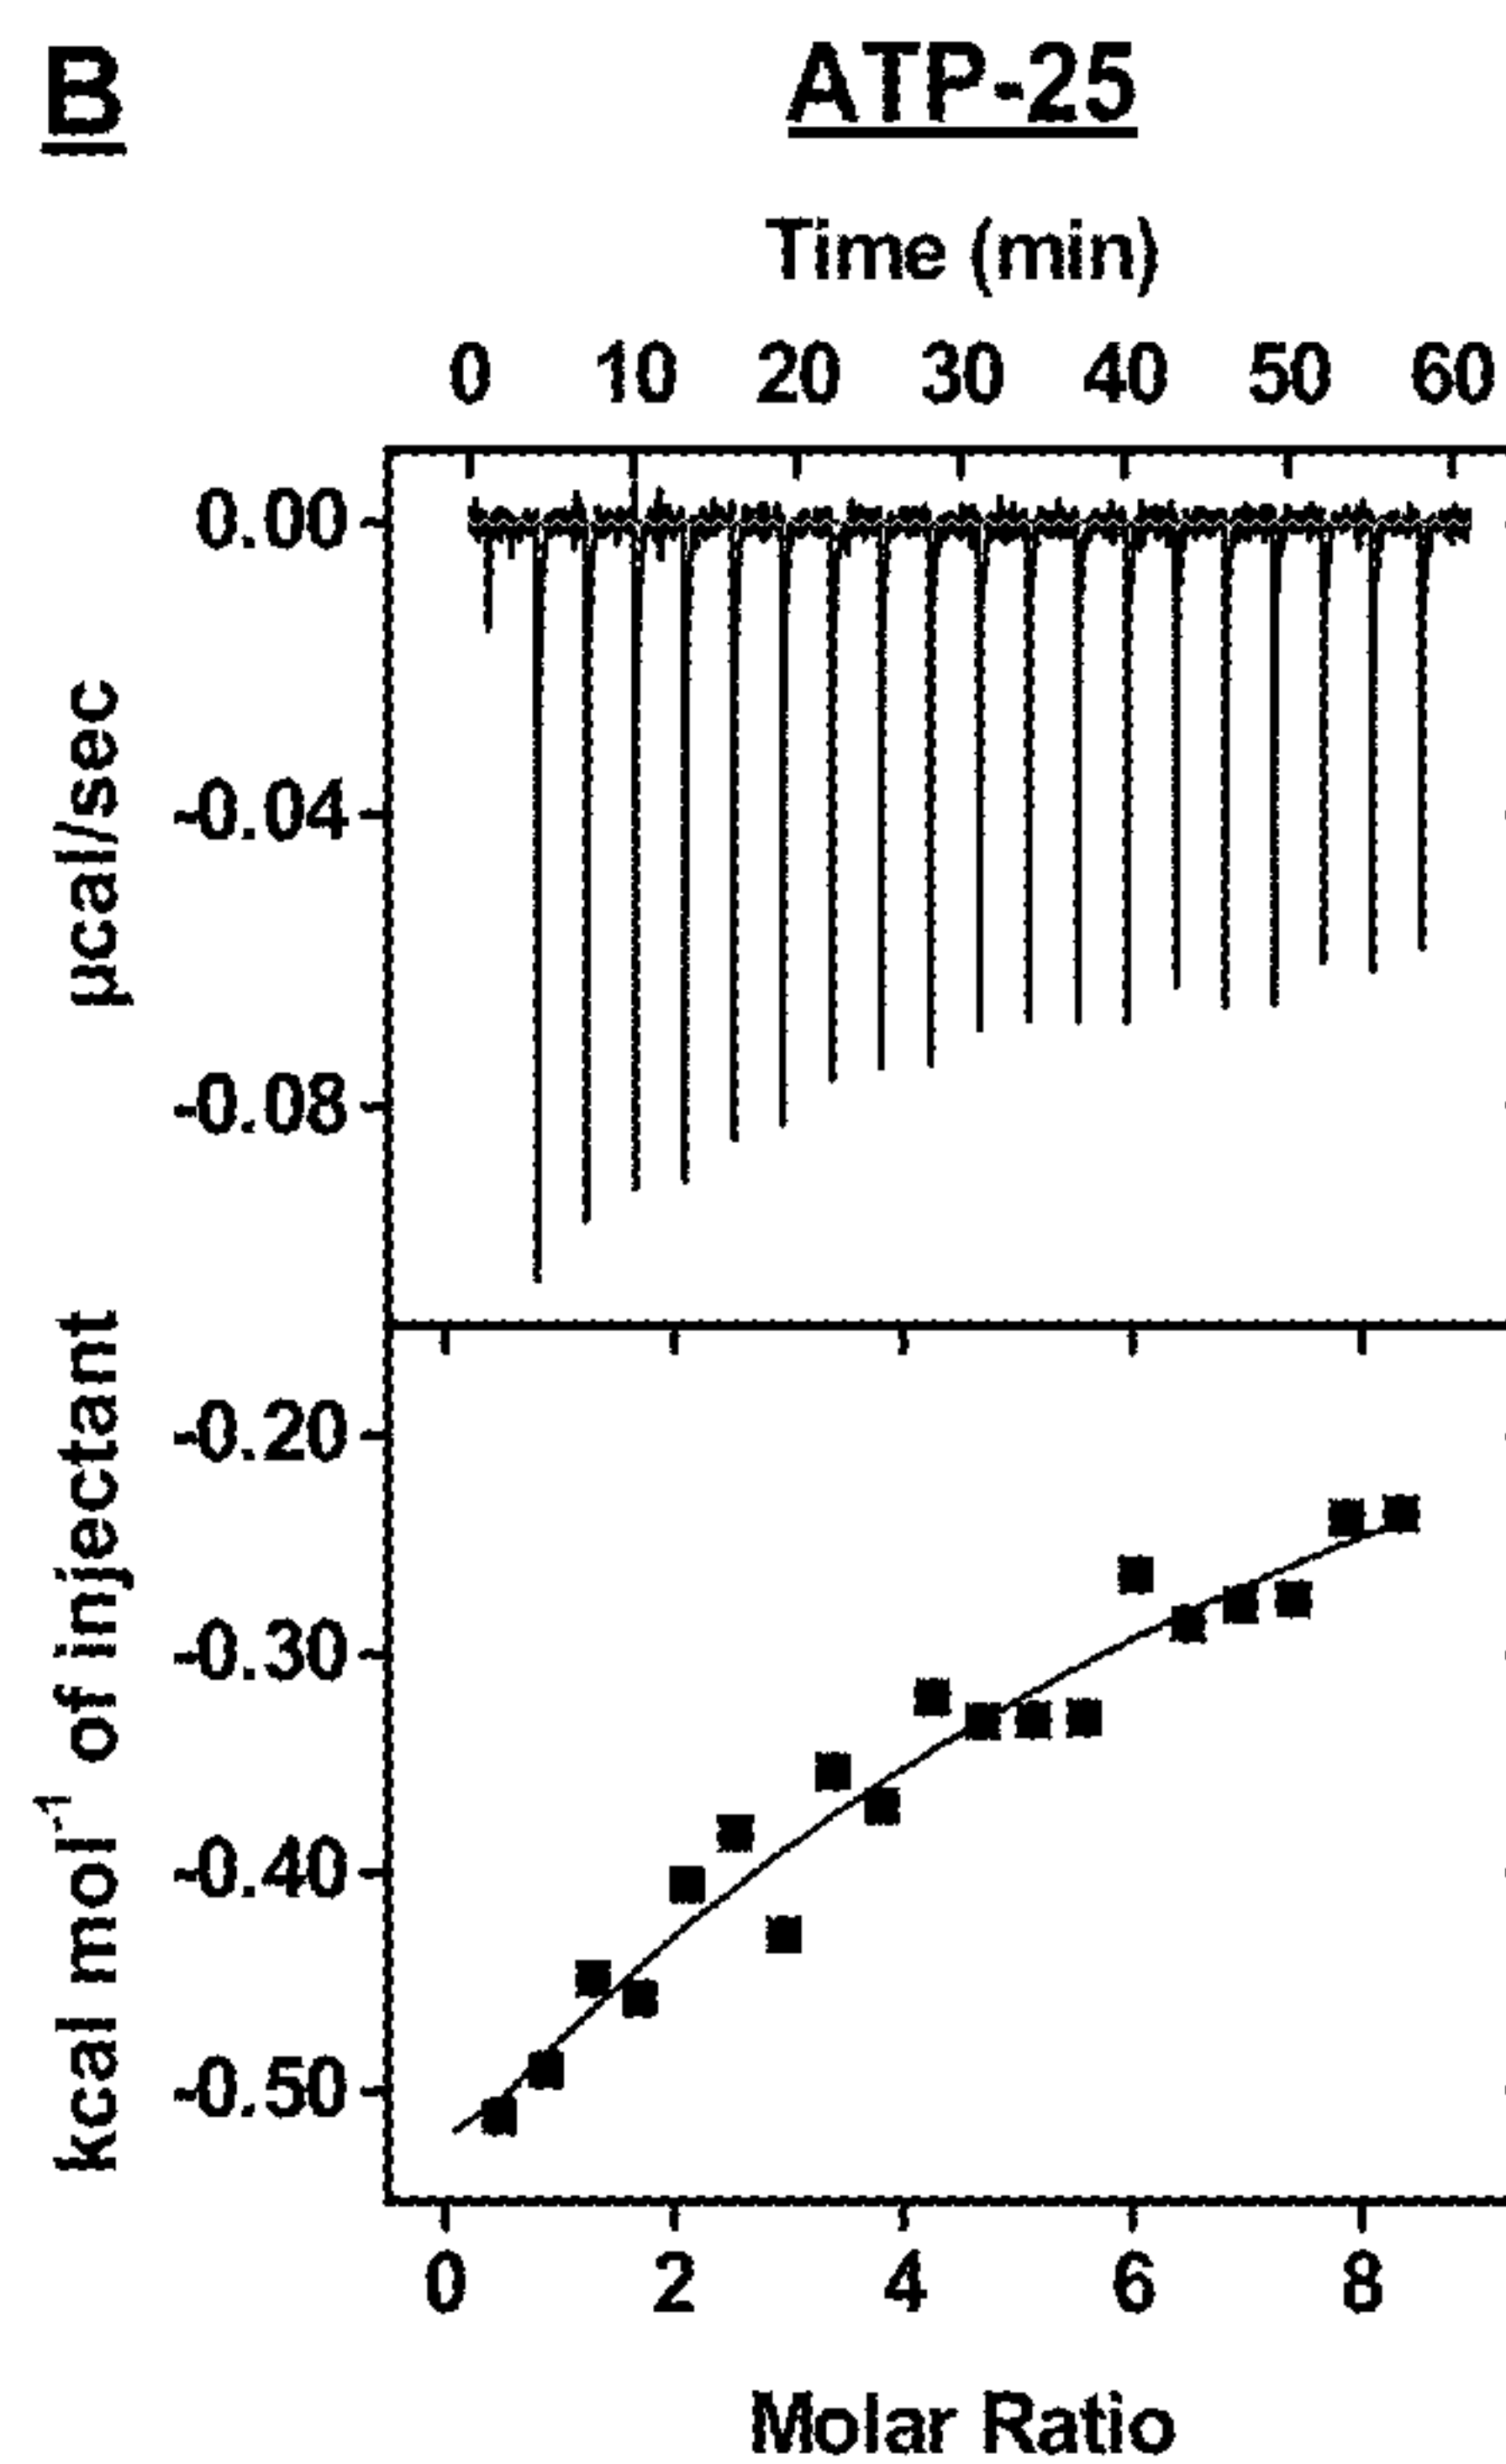 B
ATP-25
Time (min)
0 10 20 30 40 50 60
0.00
-0.04
-0.08
µcal/sec
-0.20
-0.30
-0.40
-0.50
kcal mol⁻¹ of injectant
0 2 4 6 8
Molar Ratio